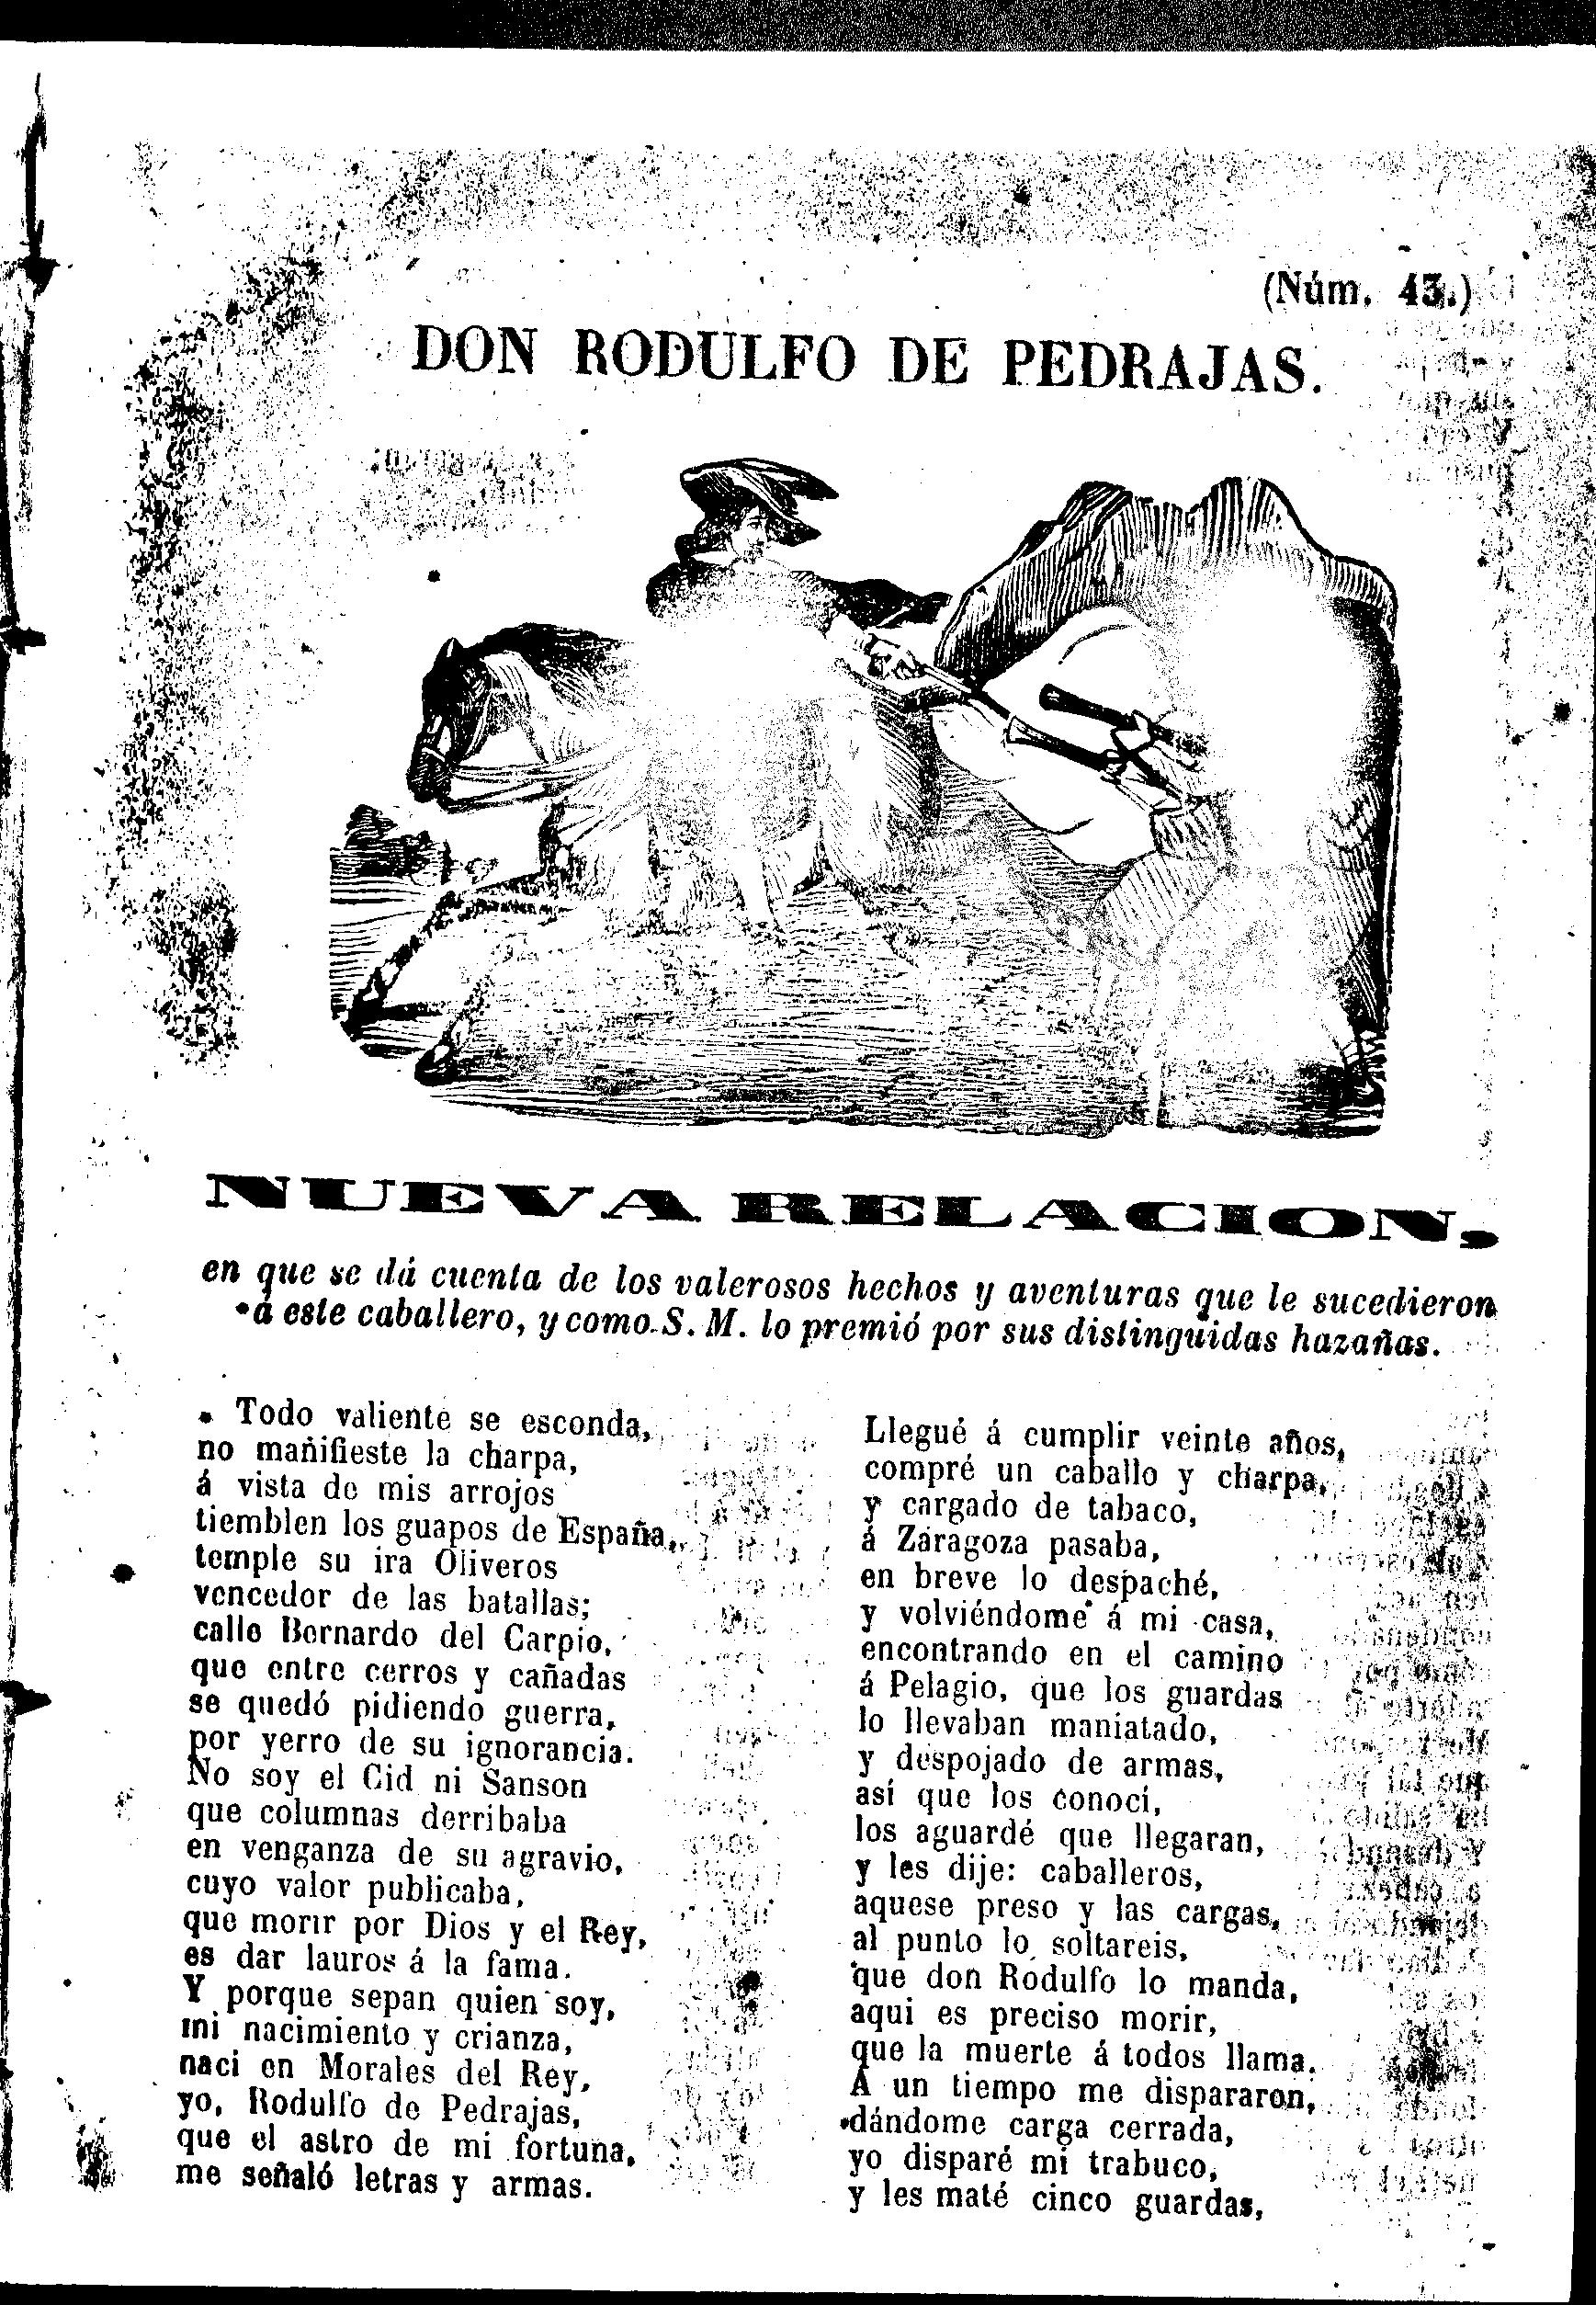 (Núm. 43.)
DON RODULFO DE PEDRAJAS.
NUEVA RELACION,
en que se dá cuenta de los valerosos hechos y aventuras que le sucedieron
á este caballero, y como S. M. lo premió por sus distinguidas hazañas.
Todo valiente se esconda,
no mañifieste la charpa,
á vista de mis arrojos
tiemblen los guapos de España,
temple su ira Oliveros
vencedor de las batallas;
calle Bernardo del Carpio,
que entre cerros y cañadas
se quedó pidiendo guerra,
por yerro de su ignorancia.
No soy el Cid ni Sanson
que columnas derribaba
en venganza de su agravio,
cuyo valor publicaba,
que morir por Dios y el Rey,
es dar lauros á la fama.
Y porque sepan quien soy,
mi nacimiento y crianza,
naci en Morales del Rey,
yo, Rodulfo de Pedrajas,
que el astro de mi fortuna,
me señaló letras y armas.
Llegué á cumplir veinte años,
compré un caballo y charpa,
y cargado de tabaco,
á Zaragoza pasaba,
en breve lo despaché,
y volviéndome á mi casa,
encontrando en el camino
á Pelagio, que los guardas
lo llevaban maniatado,
y despojado de armas,
así que los conocí,
los aguardé que llegaran,
y les dije: caballeros,
aquese preso y las cargas,
al punto lo soltareis,
que don Rodulfo lo manda,
aqui es preciso morir,
que la muerte á todos llama.
A un tiempo me dispararon,
dándome carga cerrada,
yo disparé mi trabuco,
y les maté cinco guardas,